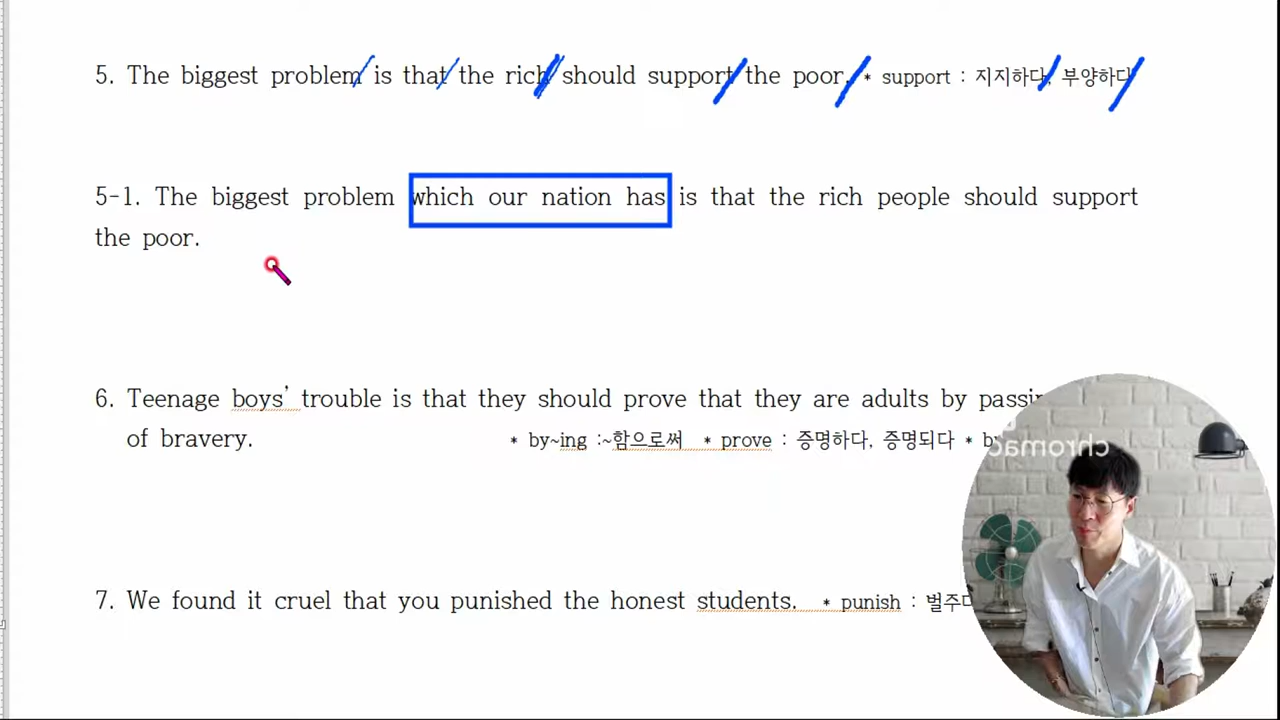 5. The biggest problem is that the rich should support the poor. * support : 지지하다, 부양하다
5-1. The biggest problem which our nation has is that the rich people should support
the poor.
6. Teenage boys' trouble is that they should prove that they are adults by
of bravery. * by~ing :~함으로써 * prove : 증명하다, 증명되다 *
7. We found it cruel that you punished the honest students. * punish :